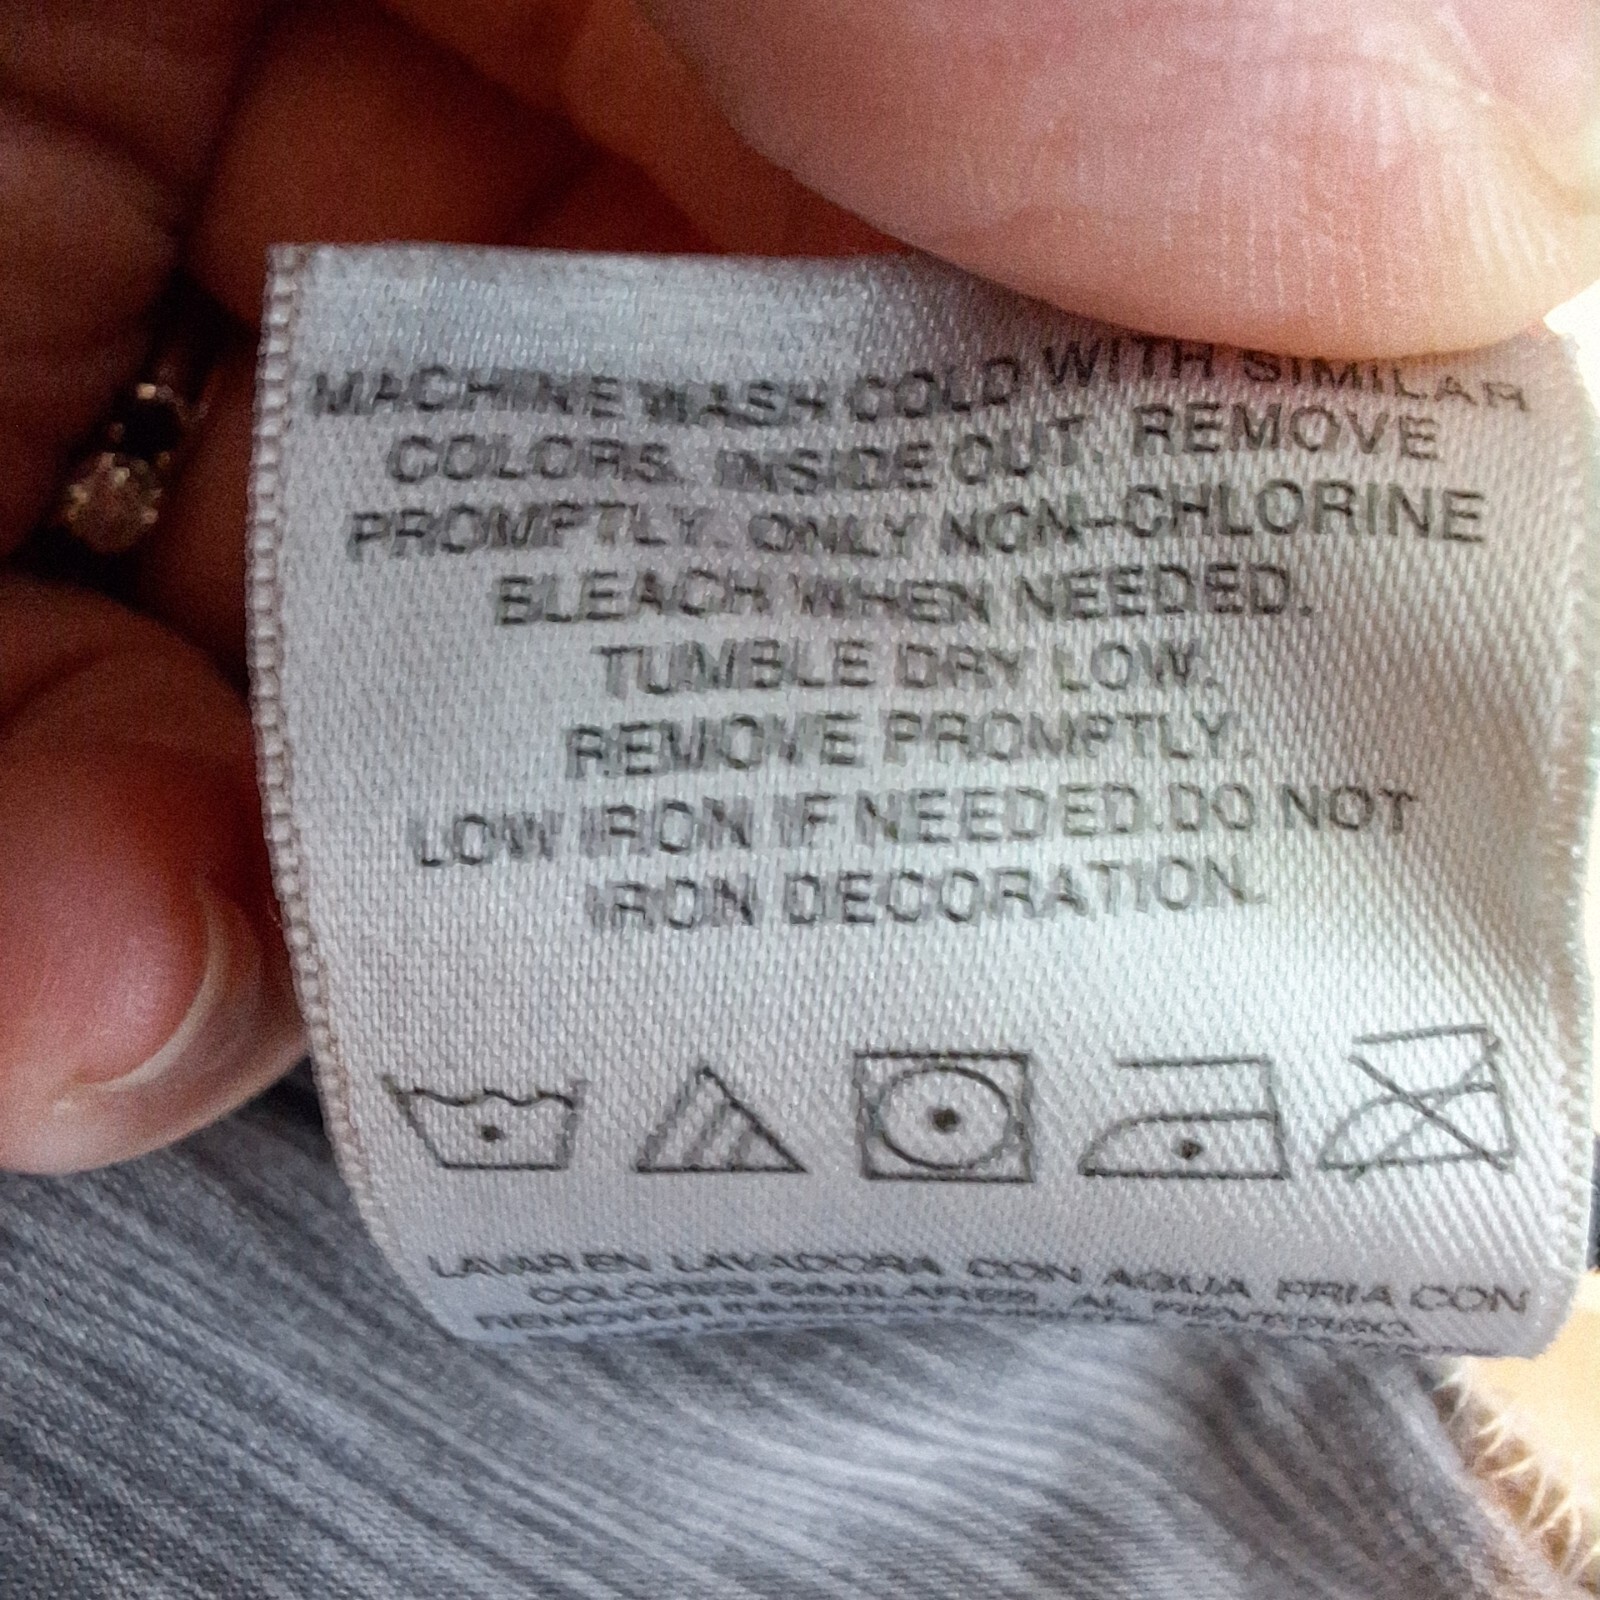 MACHINE WASH COLD WITH SIMILAR
COLORS. INSIDE OUT. REMOVE
PROMPTLY. ONLY NON-CHLORINE
BLEACH WHEN NEEDED.
TUMBLE DRY LOW.
REMOVE PROMPTLY.
LOW IRON IF NEEDED.DO NOT
IRON DECORATION.
LAVAR EN LAVADORA CON AGUA FRIA CON
COLORES SIMILARES. AL
REMOVER